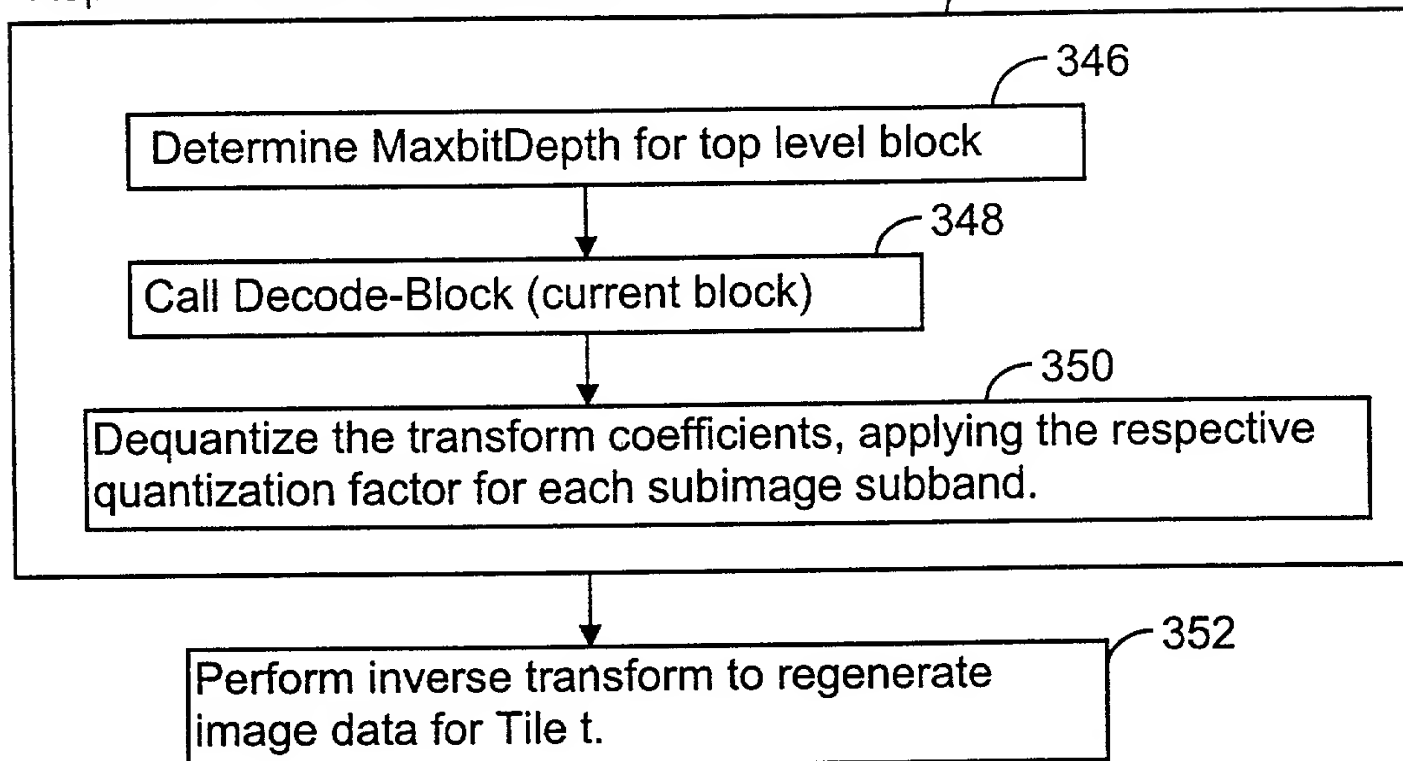 346
Determine MaxbitDepth for top level block
348
Call Decode-Block (current block)
350
Dequantize the transform coefficients, applying the respective
quantization factor for each subimage subband.
352
Perform inverse transform to regenerate
image data for Tile t.